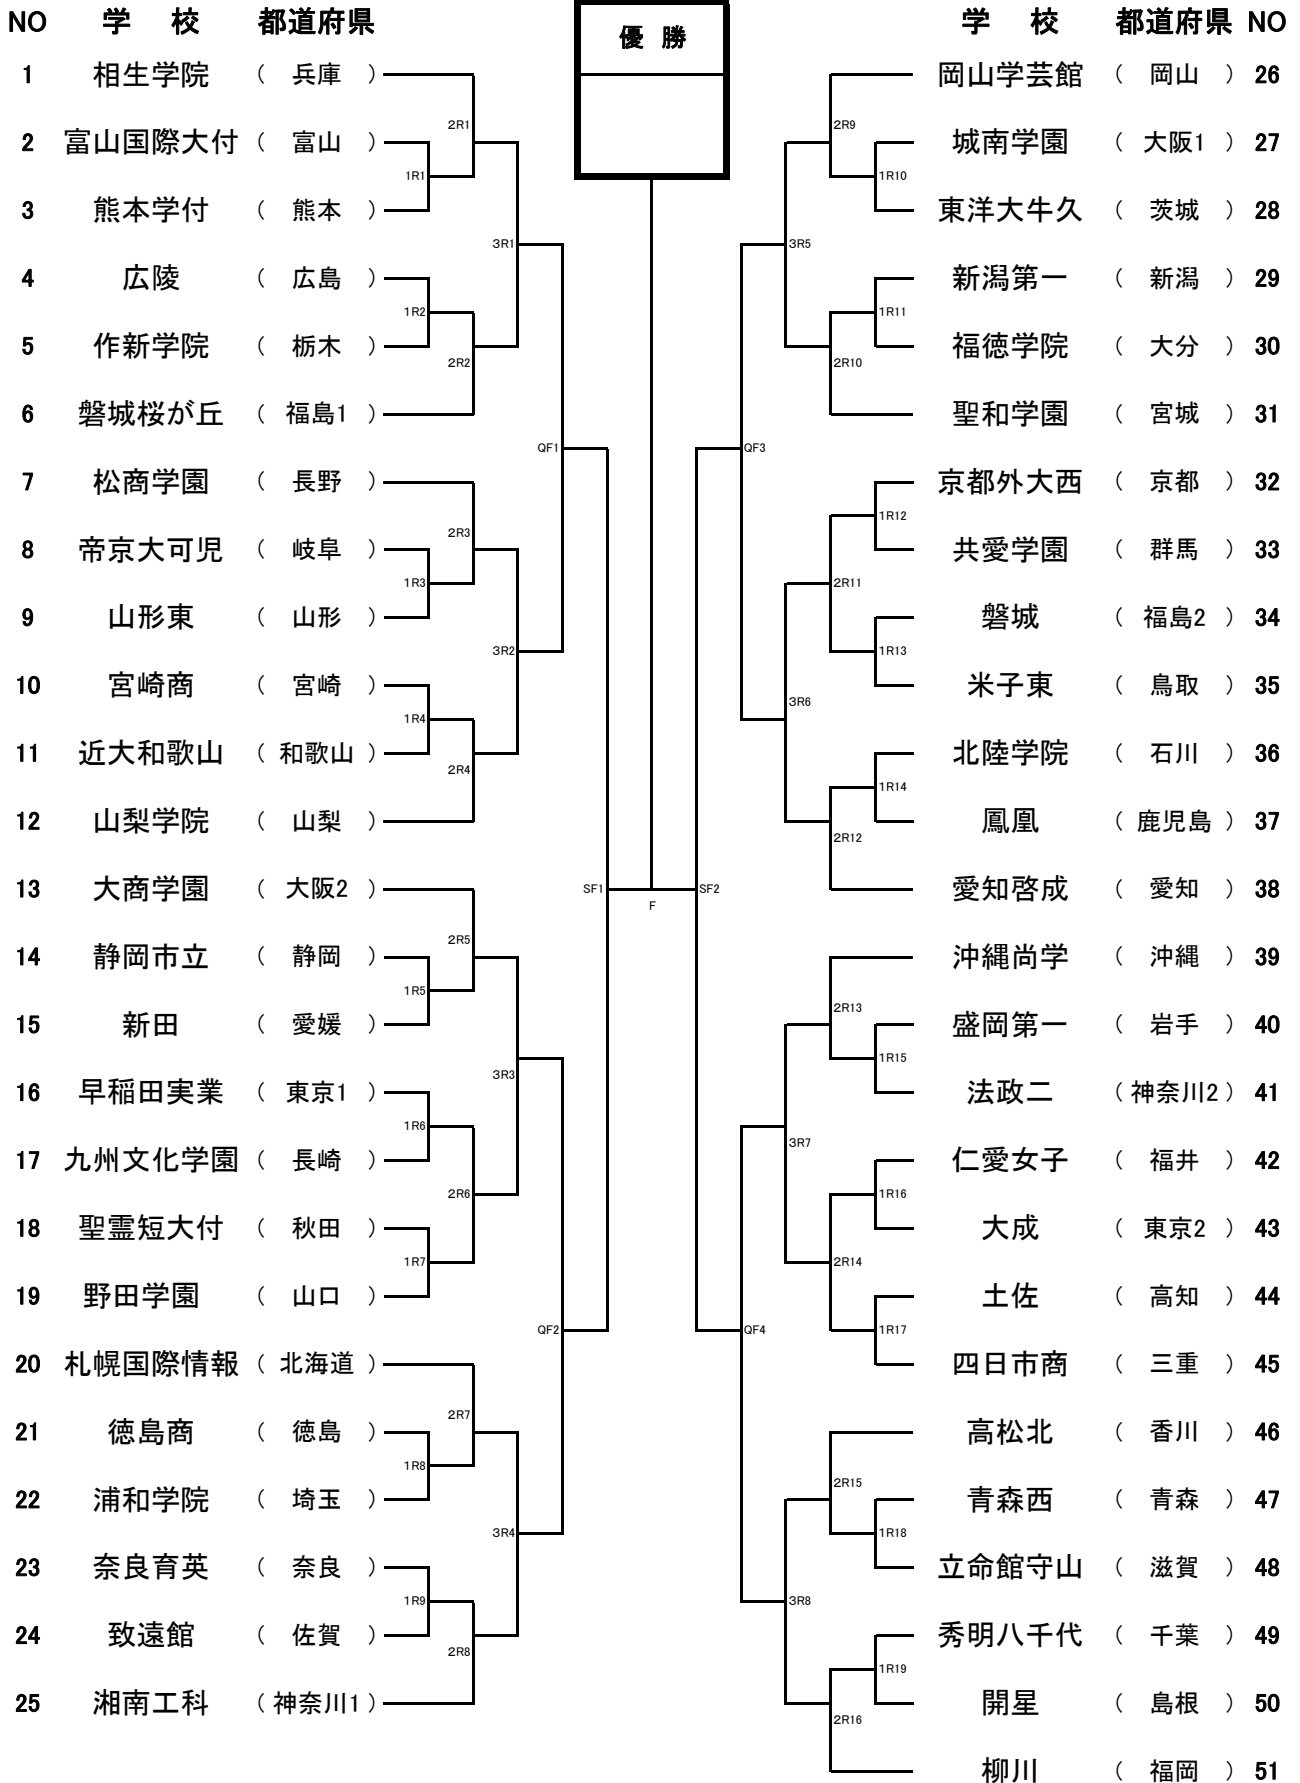 NO 学 校 都道府県
優 勝
学 校 都道府県 NO
1 相生学院 ( 兵庫 )
2 富山国際大付 ( 富山 )
3 熊本学付 ( 熊本 )
4 広陵 ( 広島 )
5 作新学院 ( 栃木 )
6 磐城桜が丘 ( 福島1 )
7 松商学園 ( 長野 )
8 帝京大可児 ( 岐阜 )
9 山形東 ( 山形 )
10 宮崎商 ( 宮崎 )
11 近大和歌山 ( 和歌山 )
12 山梨学院 ( 山梨 )
13 大商学園 ( 大阪2 )
14 静岡市立 ( 静岡 )
15 新田 ( 愛媛 )
16 早稲田実業 ( 東京1 )
17 九州文化学園 ( 長崎 )
18 聖霊短大付 ( 秋田 )
19 野田学園 ( 山口 )
20 札幌国際情報 ( 北海道 )
21 徳島商 ( 徳島 )
22 浦和学院 ( 埼玉 )
23 奈良育英 ( 奈良 )
24 致遠館 ( 佐賀 )
25 湘南工科 ( 神奈川1 )
2R1
1R1
3R1
1R2
2R2
QF1
2R3
1R3
3R2
1R4
2R4
SF1
2R5
1R5
3R3
1R6
2R6
1R7
QF2
2R7
1R8
3R4
1R9
2R8
F
SF2
2R9
1R10
3R5
1R11
2R10
QF3
1R12
2R11
1R13
3R6
1R14
2R12
2R13
1R15
3R7
1R16
2R14
1R17
QF4
2R15
1R18
3R8
1R19
2R16
岡山学芸館 ( 岡山 ) 26
城南学園 ( 大阪1 ) 27
東洋大牛久 ( 茨城 ) 28
新潟第一 ( 新潟 ) 29
福徳学院 ( 大分 ) 30
聖和学園 ( 宮城 ) 31
京都外大西 ( 京都 ) 32
共愛学園 ( 群馬 ) 33
磐城 ( 福島2 ) 34
米子東 ( 鳥取 ) 35
北陸学院 ( 石川 ) 36
鳳凰 ( 鹿児島 ) 37
愛知啓成 ( 愛知 ) 38
沖縄尚学 ( 沖縄 ) 39
盛岡第一 ( 岩手 ) 40
法政二 ( 神奈川2 ) 41
仁愛女子 ( 福井 ) 42
大成 ( 東京2 ) 43
土佐 ( 高知 ) 44
四日市商 ( 三重 ) 45
高松北 ( 香川 ) 46
青森西 ( 青森 ) 47
立命館守山 ( 滋賀 ) 48
秀明八千代 ( 千葉 ) 49
開星 ( 島根 ) 50
柳川 ( 福岡 ) 51